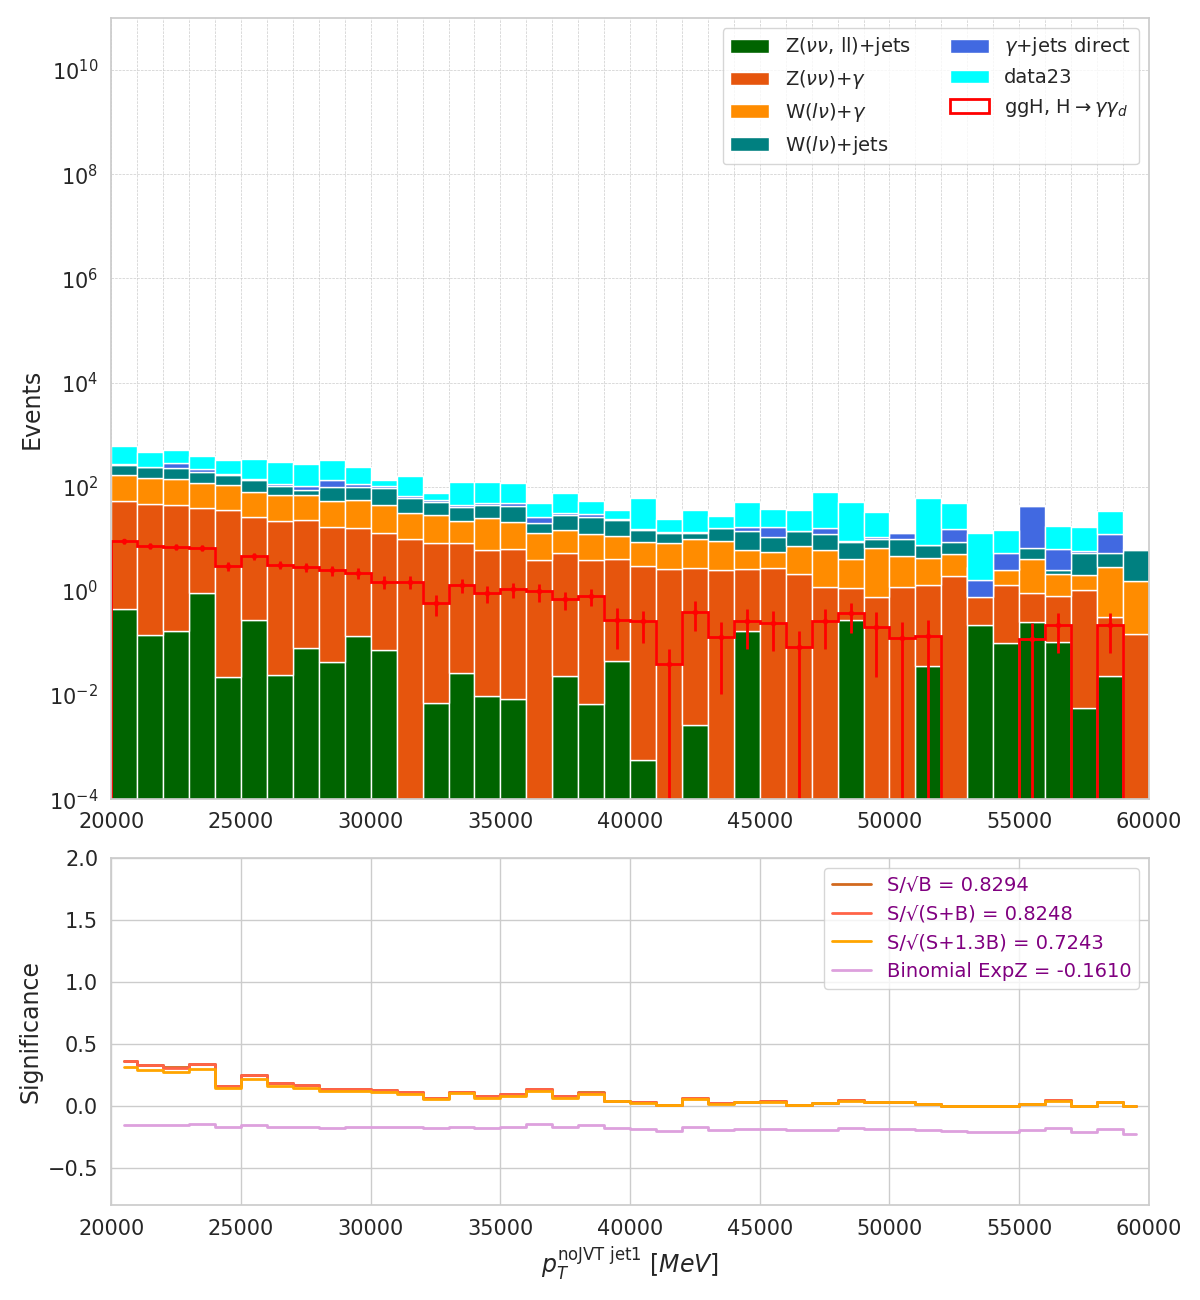 Z(νν, ll)+jets
Z(νν)+γ
W(lν)+γ
W(lν)+jets
γ+jets direct
data23
ggH, H→γγ_d
Events
10^10
10^8
10^6
10^4
10^2
10^0
10^−2
10^−4
20000 25000 30000 35000 40000 45000 50000 55000 60000
S/√B = 0.8294
S/√(S+B) = 0.8248
S/√(S+1.3B) = 0.7243
Binomial ExpZ = -0.1610
Significance
2.0
1.5
1.0
0.5
0.0
−0.5
20000 25000 30000 35000 40000 45000 50000 55000 60000
p_T^noJVT jet1 [MeV]